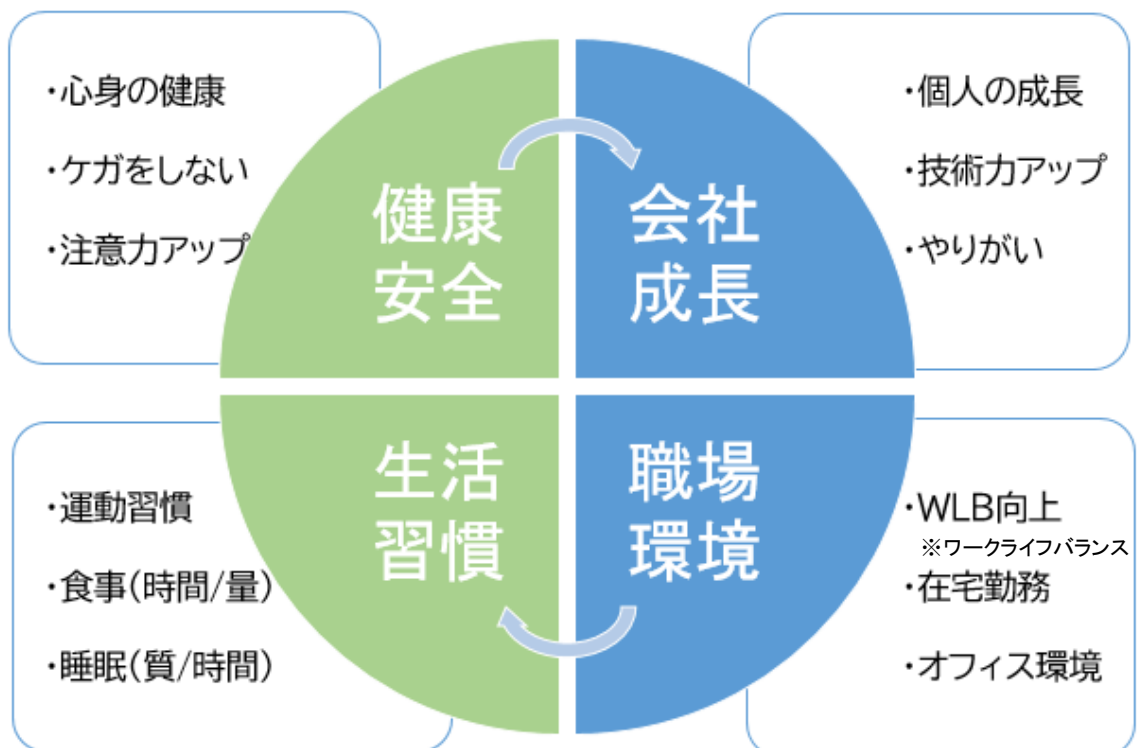 ・心身の健康
・ケガをしない
・注意力アップ
健康
安全
会社
成長
・個人の成長
・技術力アップ
・やりがい
・運動習慣
・食事(時間/量)
・睡眠(質/時間)
生活
習慣
職場
環境
・WLB向上
※ワークライフバランス
・在宅勤務
・オフィス環境